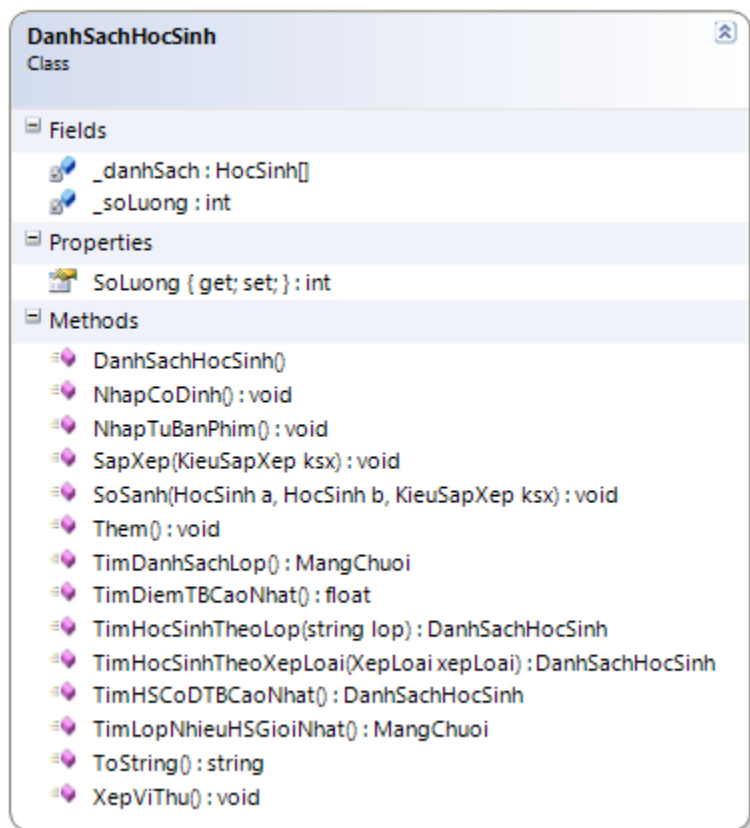 DanhSachHocSinh
Class
Fields
_danhSach : HocSinh[]
_soLuong : int
Properties
SoLuong { get; set; } : int
Methods
DanhSachHocSinh()
NhapCoDinh() : void
NhapTuBanPhim() : void
SapXep(KieuSapXep ksx) : void
SoSanh(HocSinh a, HocSinh b, KieuSapXep ksx) : void
Them() : void
TimDanhSachLop() : MangChuoi
TimDiemTBCaoNhat() : float
TimHocSinhTheoLop(string lop) : DanhSachHocSinh
TimHocSinhTheoXepLoai(XepLoai xepLoai) : DanhSachHocSinh
TimHSCoDTBCaoNhat() : DanhSachHocSinh
TimLopNhieuHSGioiNhat() : MangChuoi
ToString() : string
XepViThu() : void